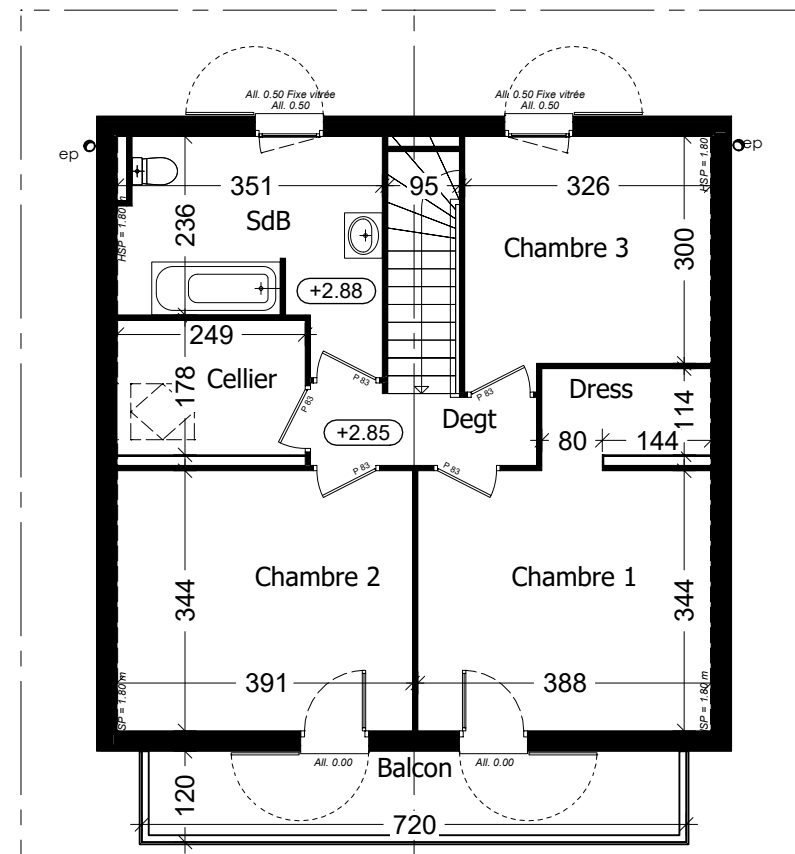 All. 0.50 Fixe vitrée
All. 0.50
All. 0.50 Fixe vitrée
All. 0.50
ep
ep
HSP = 1.80 m
351
95
326
HSP = 1.80
236
SdB
Chambre 3
300
+2.88
249
178
Cellier
P 83
P 83
P 83
Dress
114
Degt
+2.85
80
144
P 83
P 83
Chambre 2
Chambre 1
344
344
HSP = 1.80 m
391
388
HSP = 1.80 m
All. 0.00
Balcon
All. 0.00
120
720